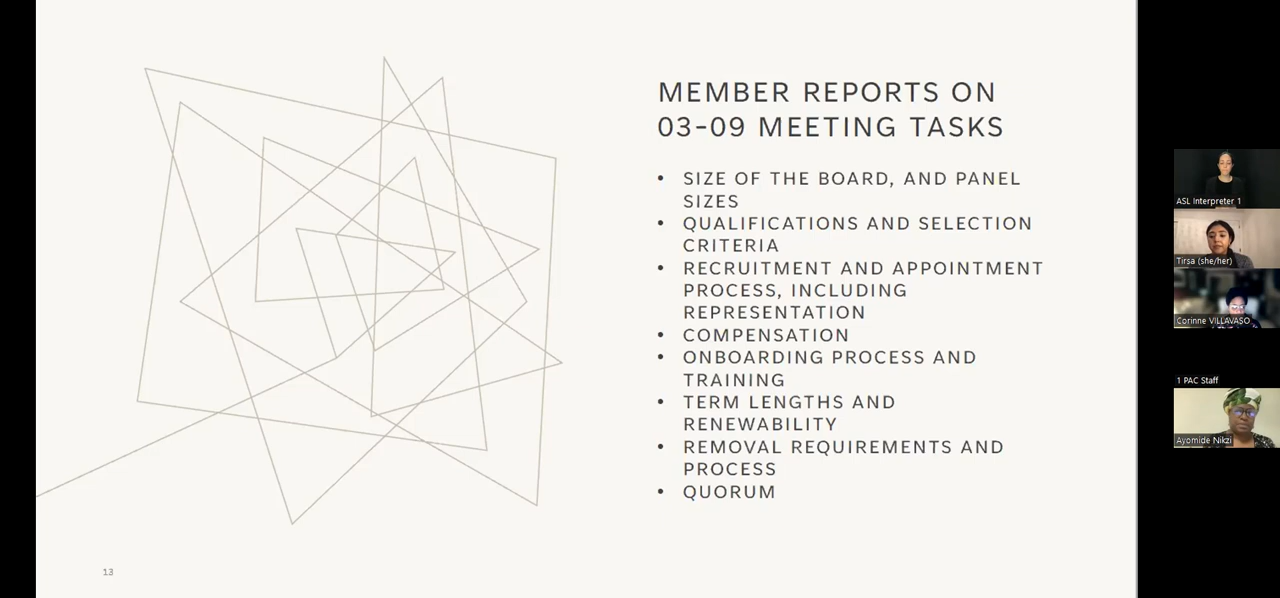 MEMBER REPORTS ON
03-09 MEETING TASKS
• SIZE OF THE BOARD, AND PANEL
SIZES
• QUALIFICATIONS AND SELECTION
CRITERIA
• RECRUITMENT AND APPOINTMENT
PROCESS, INCLUDING
REPRESENTATION
• COMPENSATION
• ONBOARDING PROCESS AND
TRAINING
• TERM LENGTHS AND
RENEWABILITY
• REMOVAL REQUIREMENTS AND
PROCESS
• QUORUM
13
ASL Interpreter 1
Tirsa (she/her)
Corinne VILLAVASO
1 PAC Staff
Ayomide Nikzi